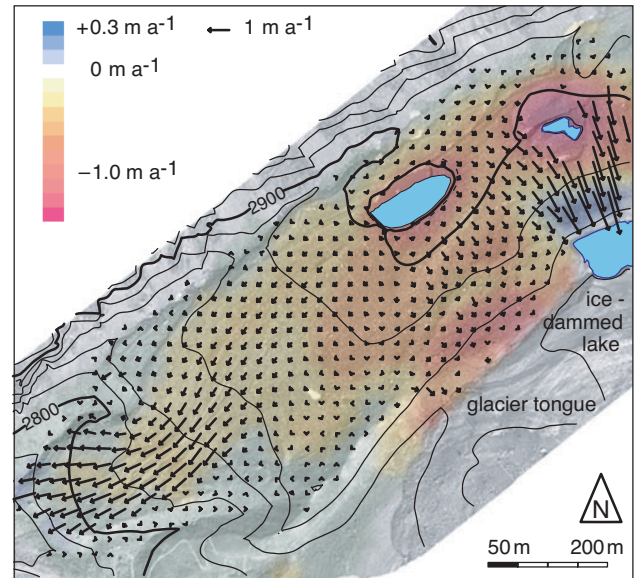 +0.3 m a-1
1 m a-1
0 m a-1
−1.0 m a-1
2900
ice -
dammed
lake
glacier tongue
2800
N
50 m 200 m